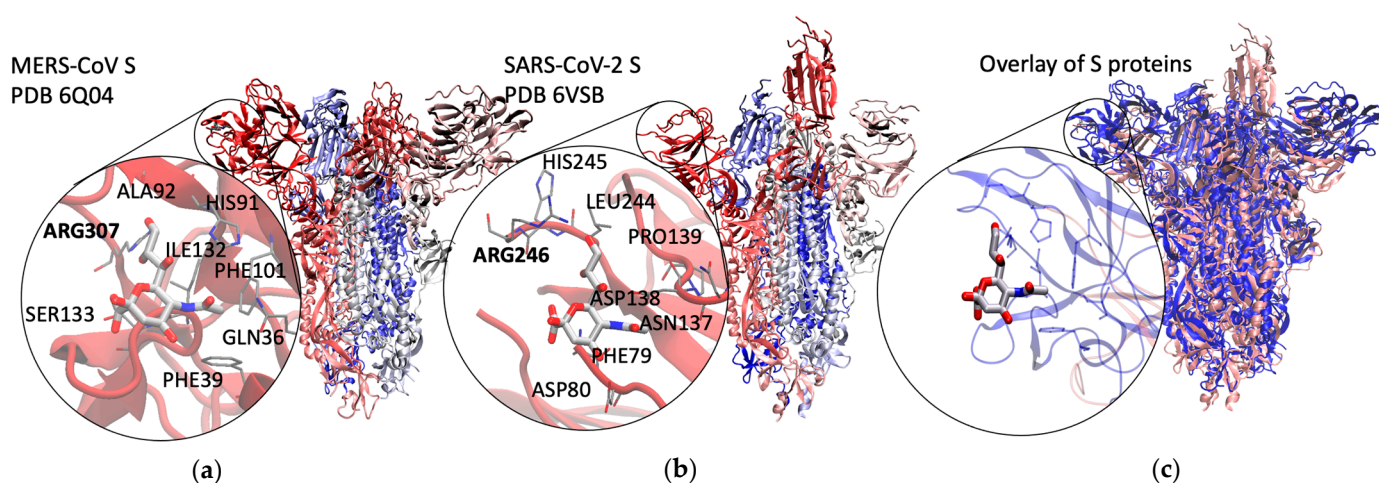 MERS-CoV S
PDB 6Q04
ALA92
HIS91
ARG307
ILE132
PHE101
SER133
GLN36
PHE39
(a)
SARS-CoV-2 S
PDB 6VSB
HIS245
LEU244
PRO139
ARG246
ASP138
ASN137
PHE79
ASP80
(b)
Overlay of S proteins
(c)